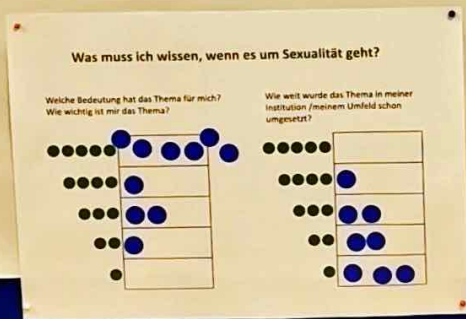 Was muss ich wissen, wenn es um Sexualität geht?
Welche Bedeutung hat das Thema für mich?
Wie wichtig ist mir das Thema?
Wie weit wurde das Thema in meiner
Institution /meinem Umfeld schon
umgesetzt?